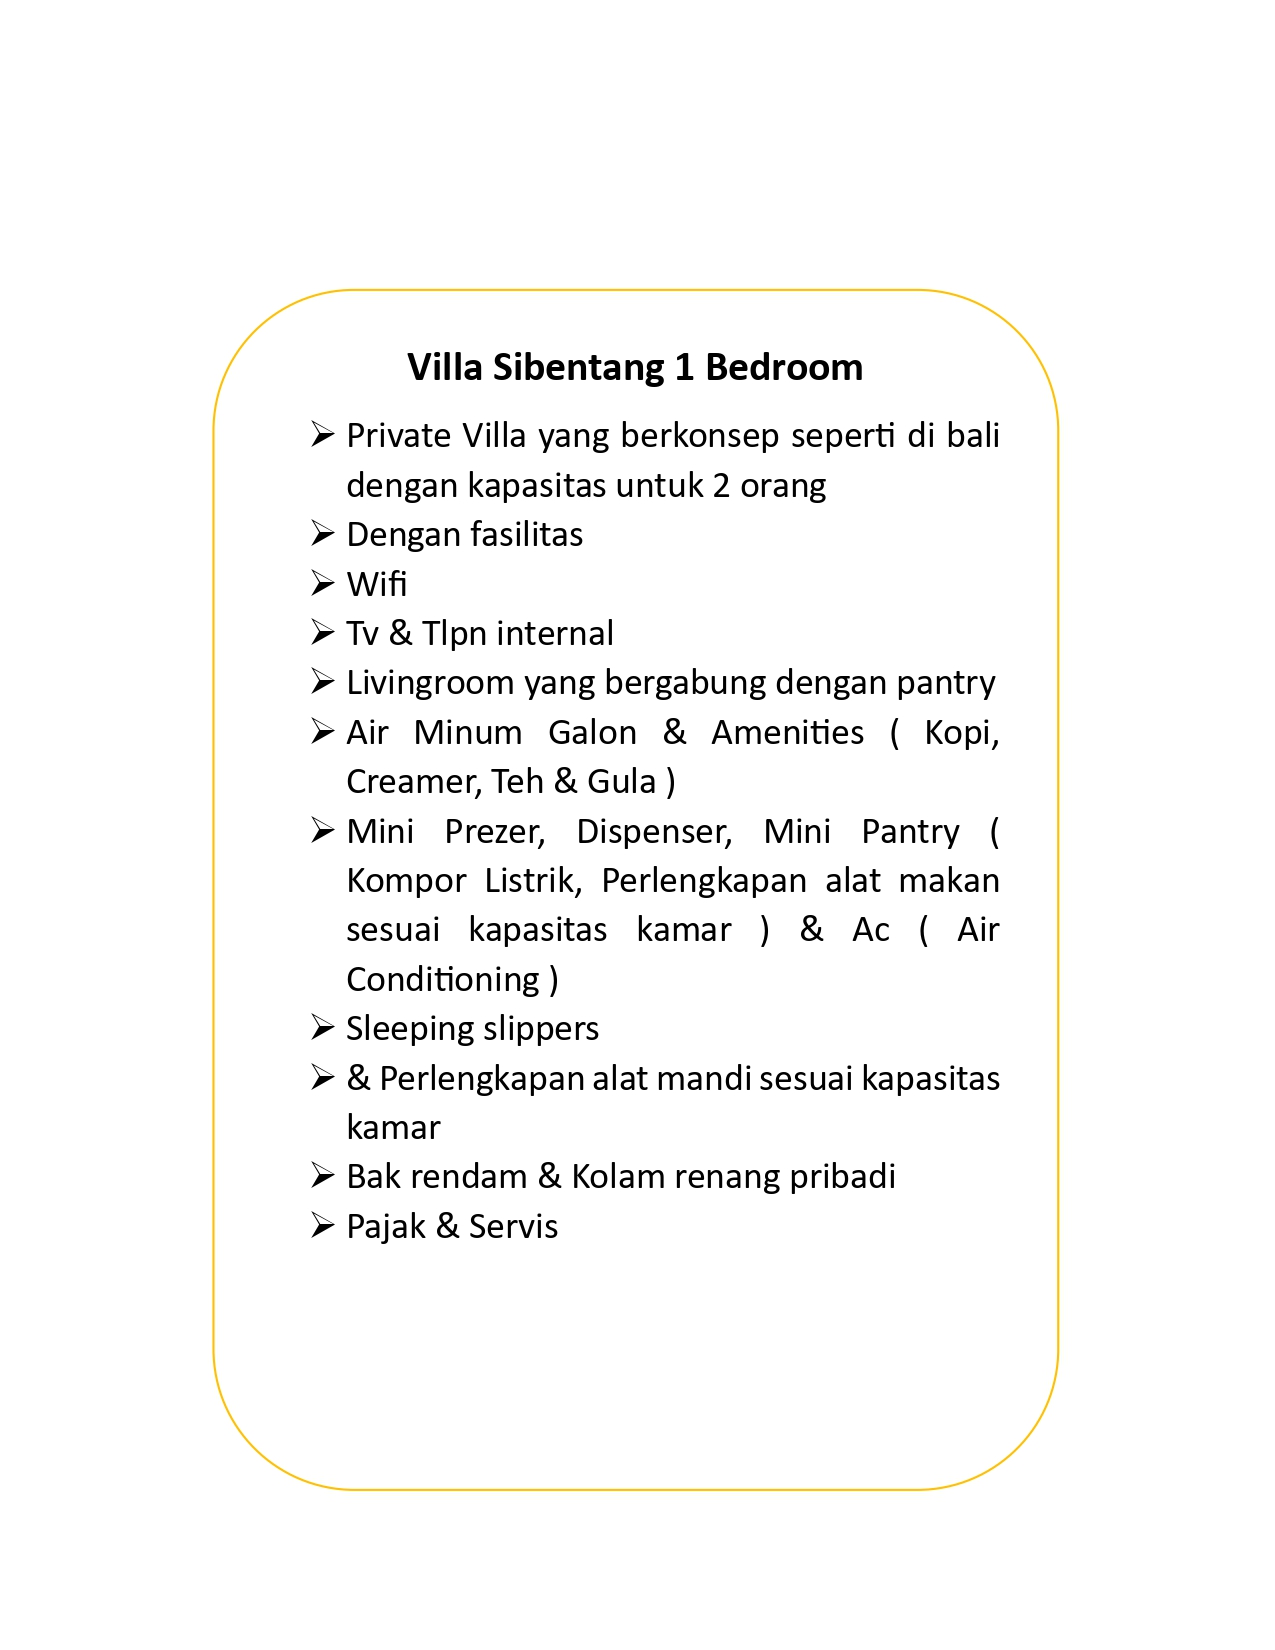 Villa Sibentang 1 Bedroom
➢ Private Villa yang berkonsep seperti di bali
dengan kapasitas untuk 2 orang
➢ Dengan fasilitas
➢ Wifi
➢ Tv & Tlpn internal
➢ Livingroom yang bergabung dengan pantry
➢ Air Minum Galon & Amenities ( Kopi,
Creamer, Teh & Gula )
➢ Mini Prezer, Dispenser, Mini Pantry (
Kompor Listrik, Perlengkapan alat makan
sesuai kapasitas kamar ) & Ac ( Air
Conditioning )
➢ Sleeping slippers
➢ & Perlengkapan alat mandi sesuai kapasitas
kamar
➢ Bak rendam & Kolam renang pribadi
➢ Pajak & Servis